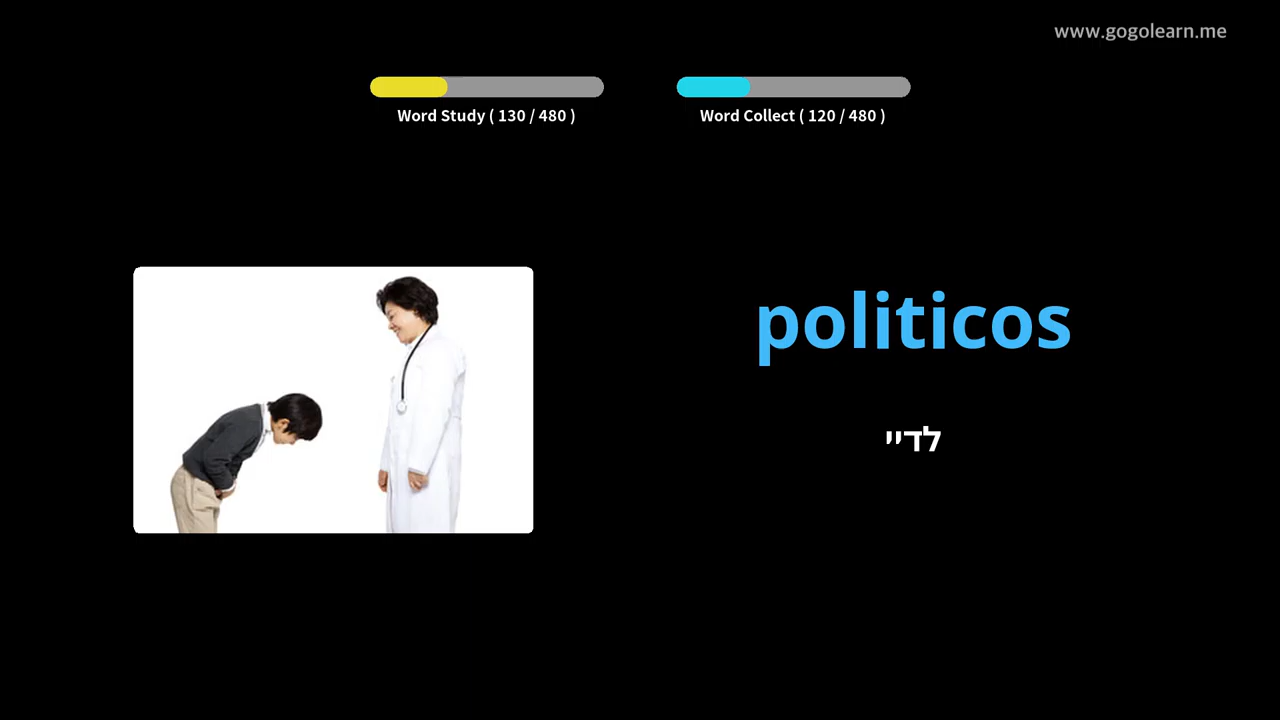 www.gogolearn.me
Word Study ( 130 / 480 )
Word Collect ( 120 / 480 )
politicos
לדיי